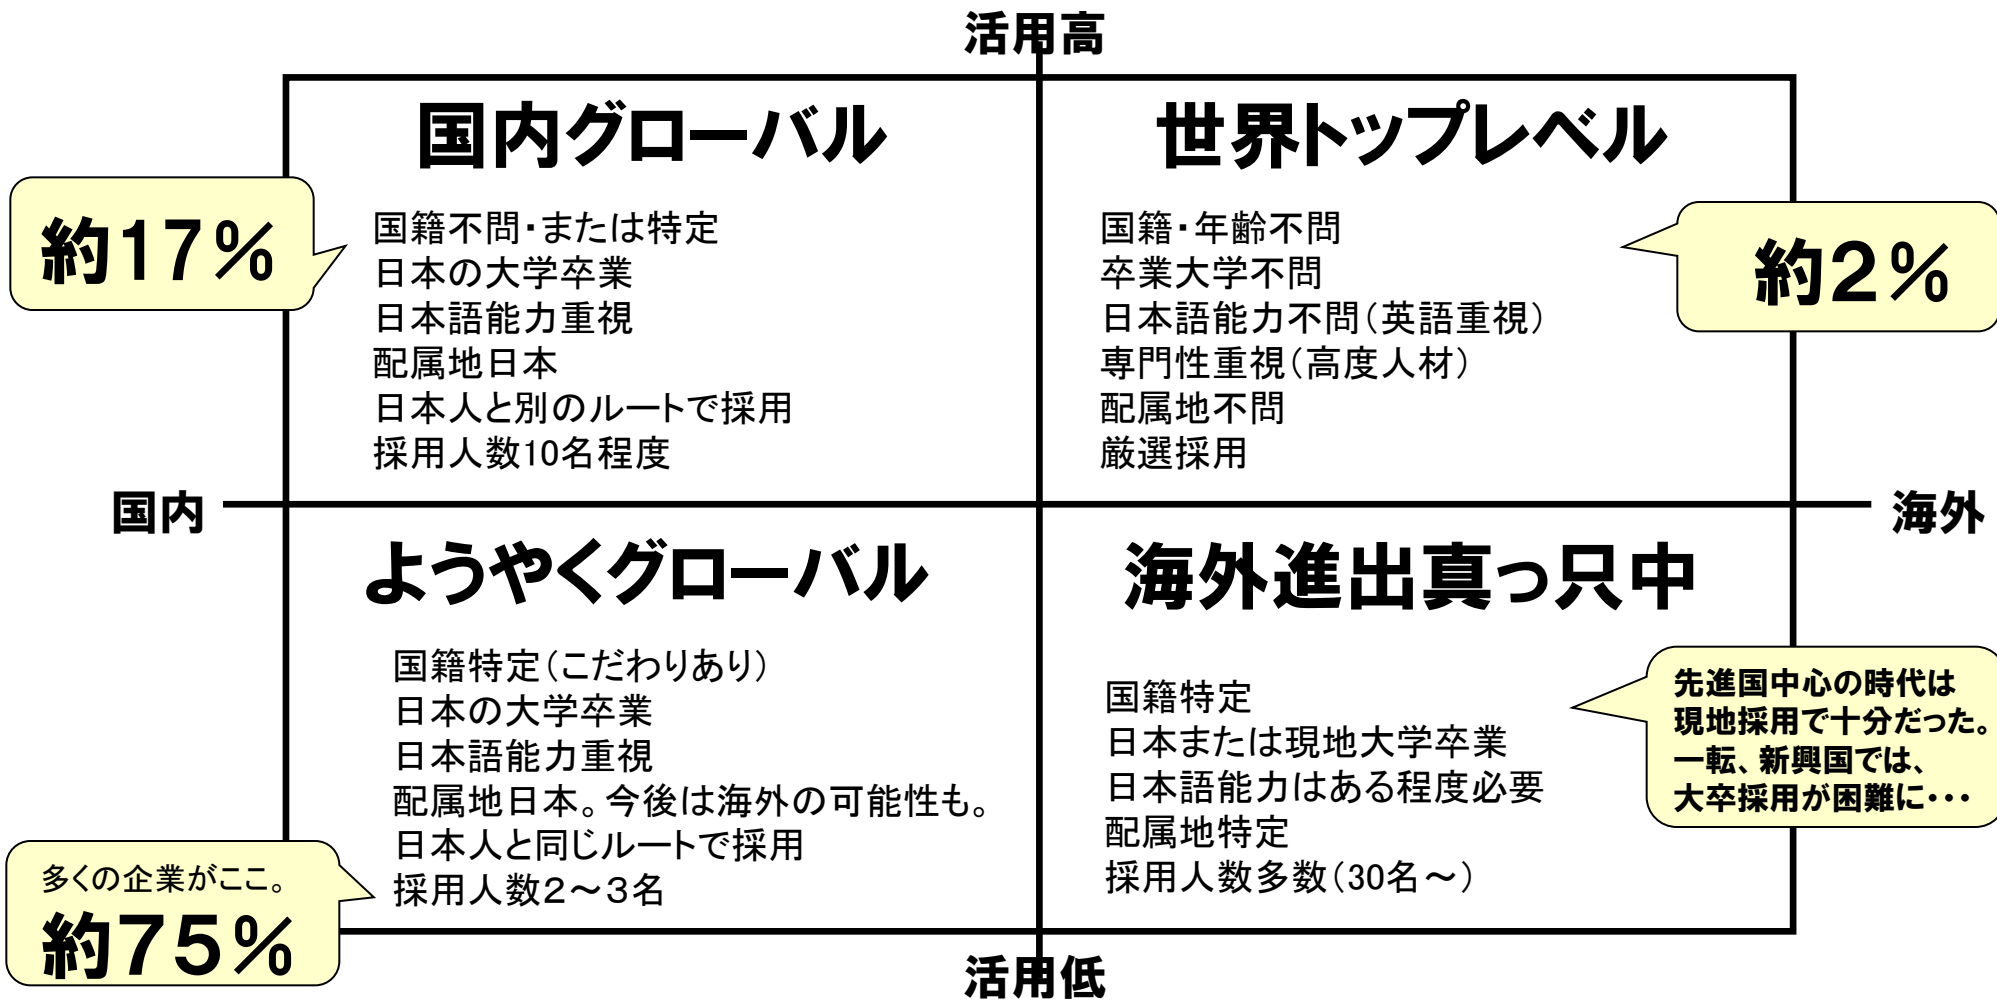 活用高
国内グローバル
国籍不問・または特定
日本の大学卒業
日本語能力重視
配属地日本
日本人と別のルートで採用
採用人数10名程度
約17%
世界トップレベル
国籍・年齢不問
卒業大学不問
日本語能力不問(英語重視)
専門性重視(高度人材)
配属地不問
厳選採用
約2%
国内
海外
ようやくグローバル
国籍特定(こだわりあり)
日本の大学卒業
日本語能力重視
配属地日本。今後は海外の可能性も。
日本人と同じルートで採用
採用人数2~3名
多くの企業がここ。
約75%
海外進出真っ只中
国籍特定
日本または現地大学卒業
日本語能力はある程度必要
配属地特定
採用人数多数(30名~)
先進国中心の時代は
現地採用で十分だった。
一転、新興国では、
大卒採用が困難に・・・
活用低